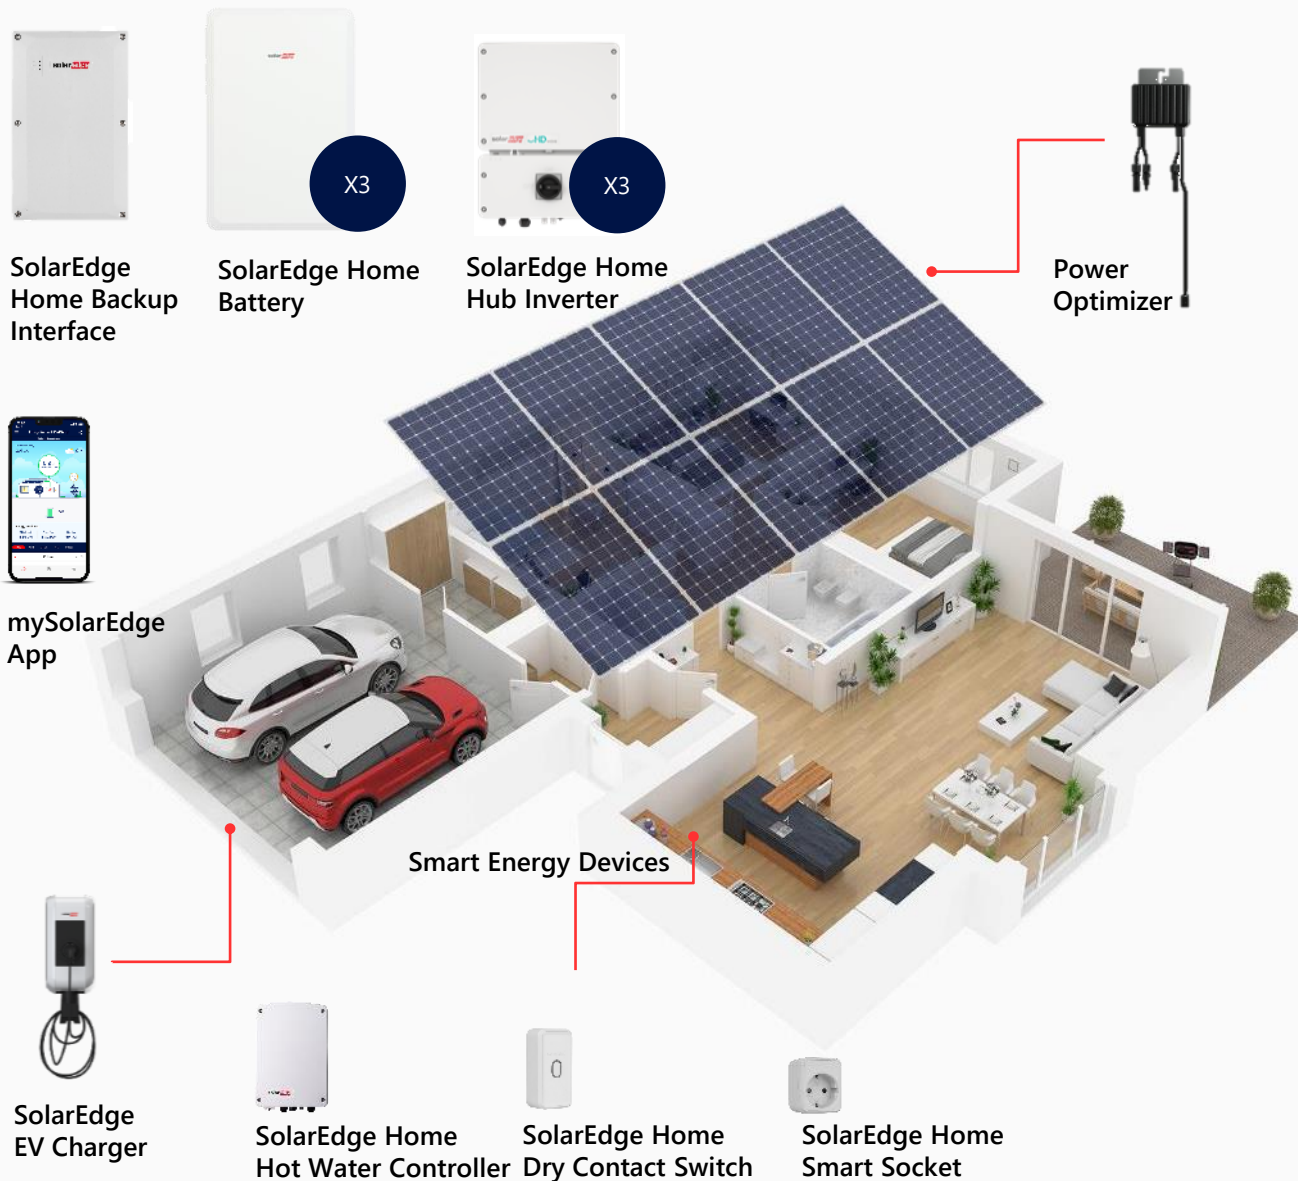 X3
X3
SolarEdge
Home Backup
Interface
SolarEdge Home
Battery
SolarEdge Home
Hub Inverter
Power
Optimizer
mySolarEdge
App
Smart Energy Devices
SolarEdge
EV Charger
SolarEdge Home
Hot Water Controller
SolarEdge Home
Dry Contact Switch
SolarEdge Home
Smart Socket